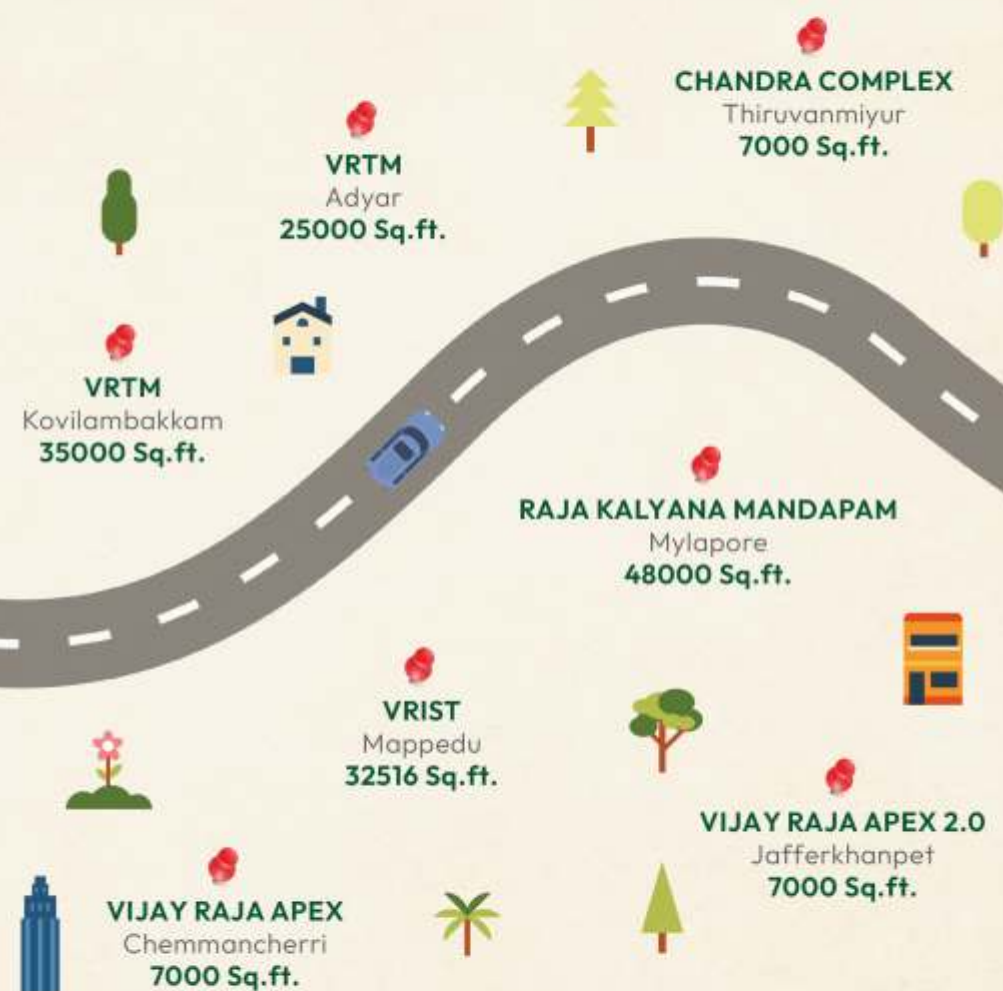 CHANDRA COMPLEX
Thiruvanmiyur
7000 Sq.ft.
VRTM
Adyar
25000 Sq.ft.
VRTM
Kovilambakkam
35000 Sq.ft.
RAJA KALYANA MANDAPAM
Mylapore
48000 Sq.ft.
VRIST
Mappedu
32516 Sq.ft.
VIJAY RAJA APEX 2.0
Jafferkhanpet
7000 Sq.ft.
VIJAY RAJA APEX
Chemmancherri
7000 Sq.ft.